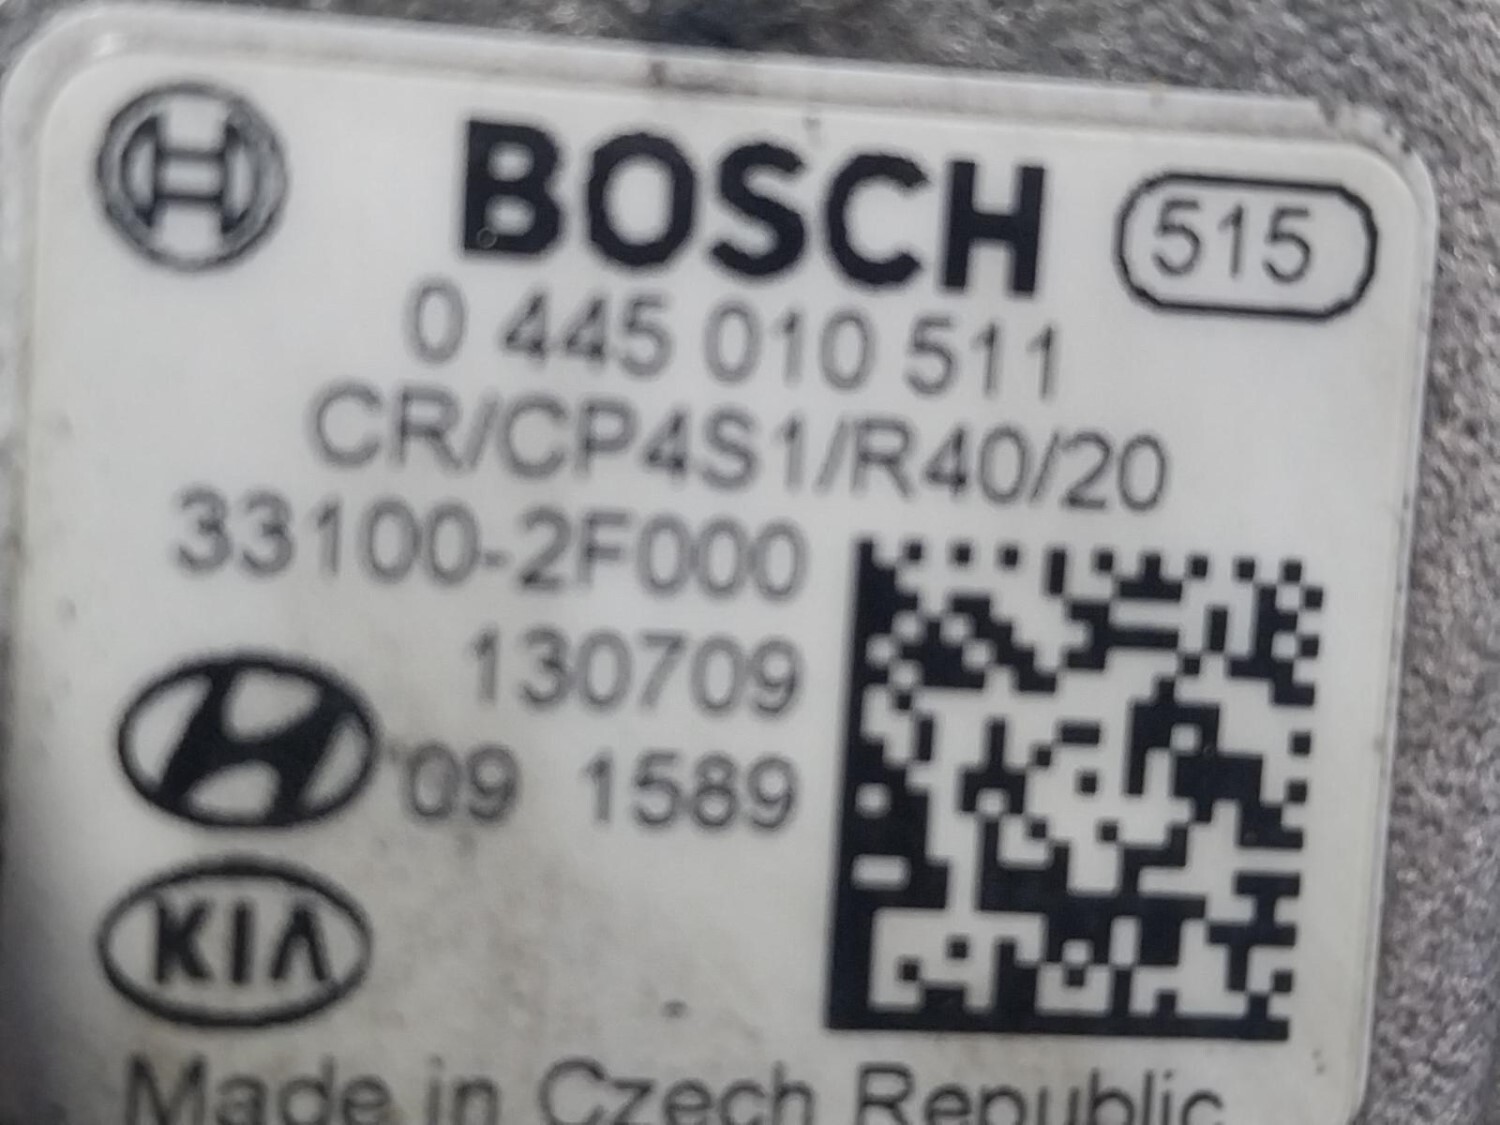 BOSCH 515
0 445 010 511
CR/CP4S1/R40/20
33100-2F000
130709
09 1589
KIA
Made in Czech Republic